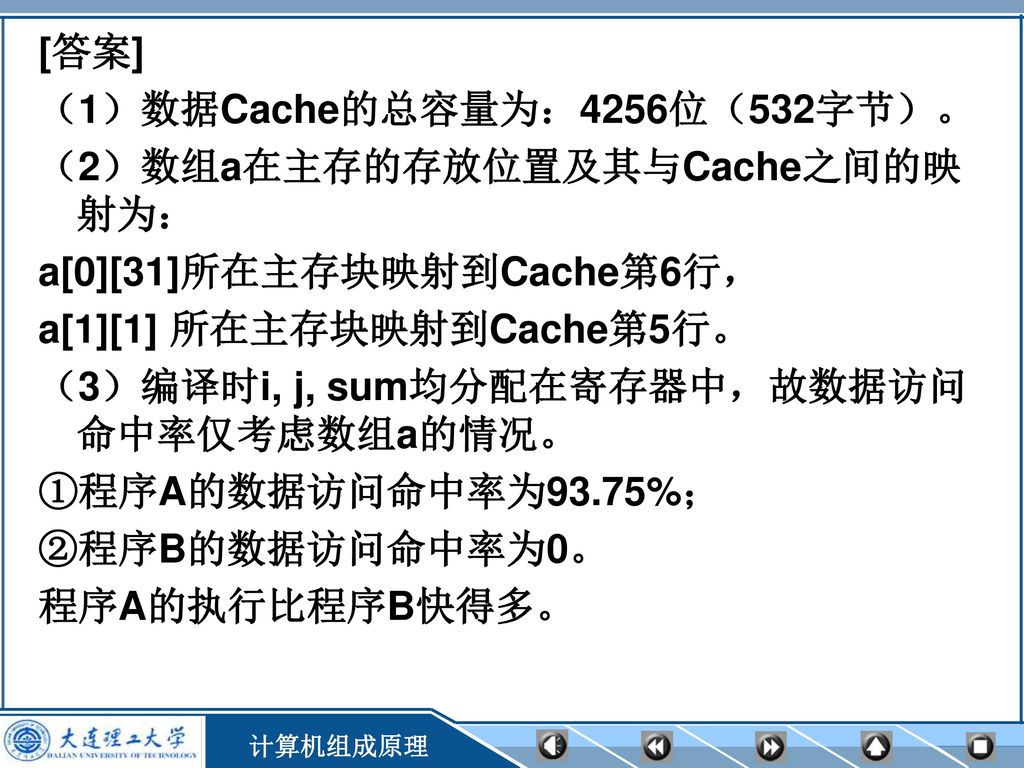 [答案]
（1）数据Cache的总容量为：4256位（532字节）。
（2）数组a在主存的存放位置及其与Cache之间的映
射为：
a[0][31]所在主存块映射到Cache第6行，
a[1][1] 所在主存块映射到Cache第5行。
（3）编译时i, j, sum均分配在寄存器中，故数据访问
命中率仅考虑数组a的情况。
①程序A的数据访问命中率为93.75%；
②程序B的数据访问命中率为0。
程序A的执行比程序B快得多。
大连理工大学
DALIAN UNIVERSITY OF TECHNOLOGY
计算机组成原理